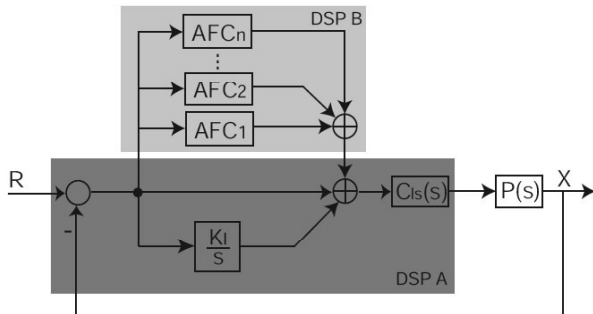 DSP B
AFCn
AFC2
AFC1
R
Cls(s)
P(s)
X
-
KI
s
DSP A